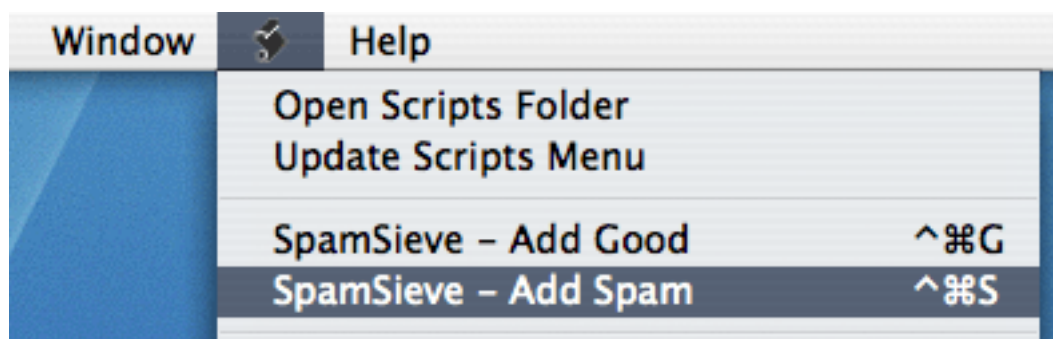 Window Help
Open Scripts Folder
Update Scripts Menu
SpamSieve – Add Good ^⌘G
SpamSieve – Add Spam ^⌘S